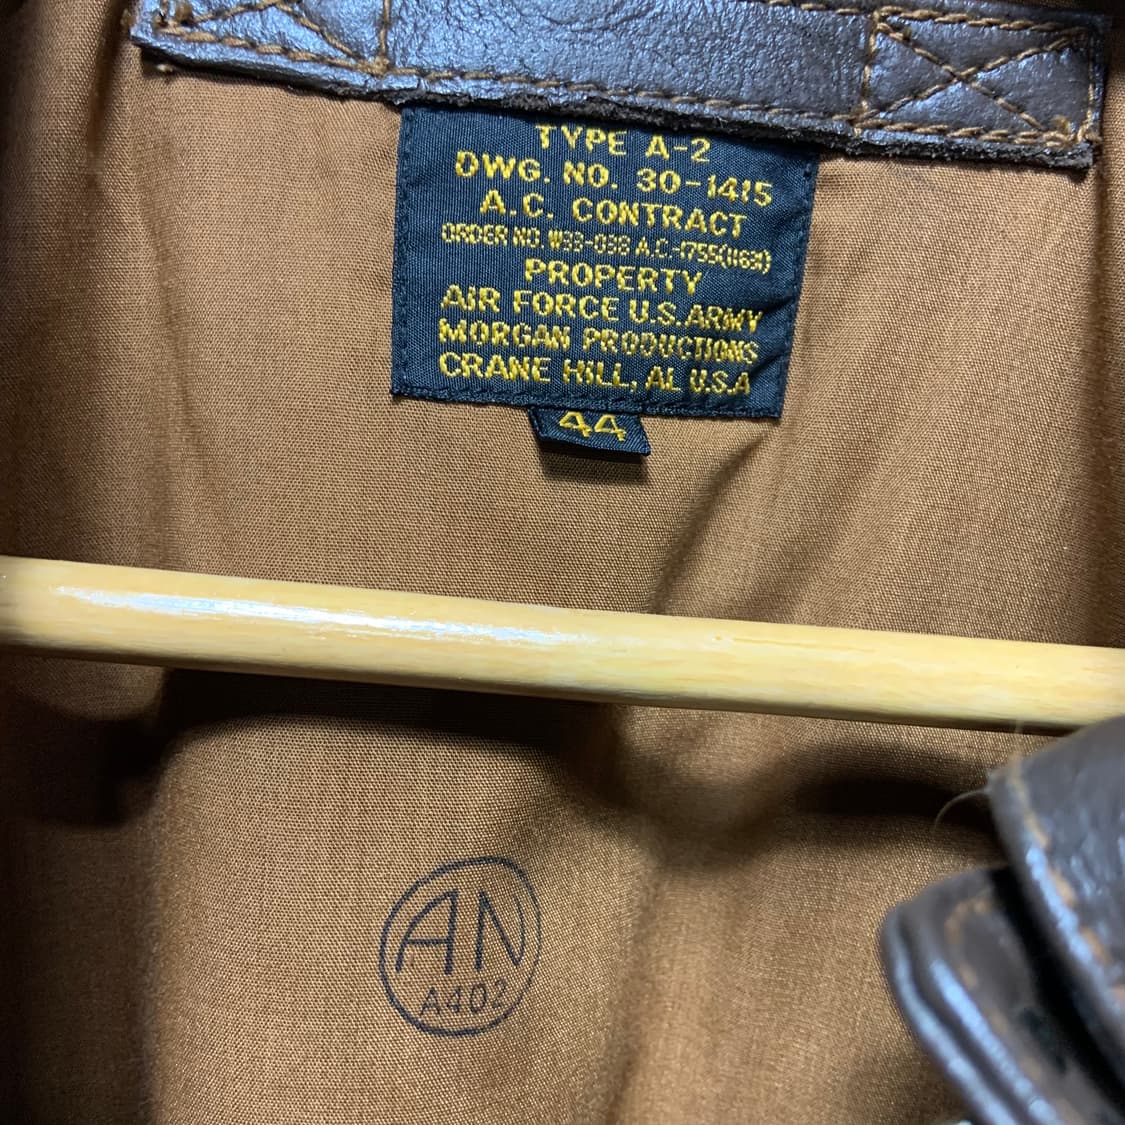 TYPE A-2
DWG. NO. 30-1415
A.C. CONTRACT
ORDER NO. W33-038 A.C.-1755(11631)
PROPERTY
AIR FORCE U.S.ARMY
MORGAN PRODUCTIONS
CRANE HILL, AL U.S.A
44
AN
A402